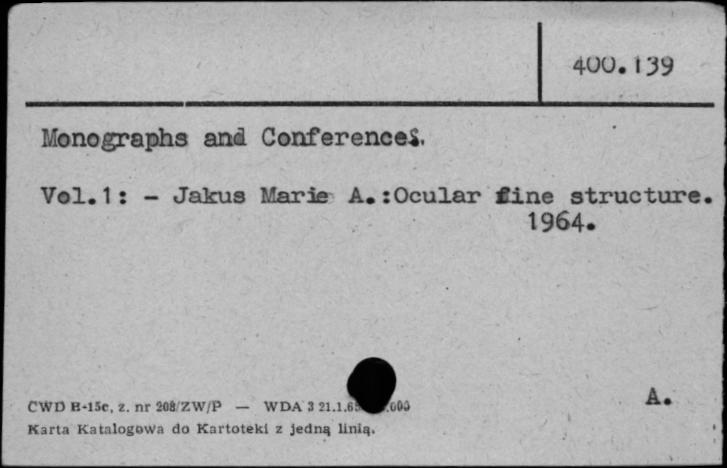 400.139
Monographs and Conferences.
Vol.1: - Jakus Marie A.:Ocular fine structure.
1964.
A.
CWD H-15c, z. nr 208/ZW/P — WDA 3 21.1.6 .000
Karta Katalogowa do Kartoteki z jedną linią.